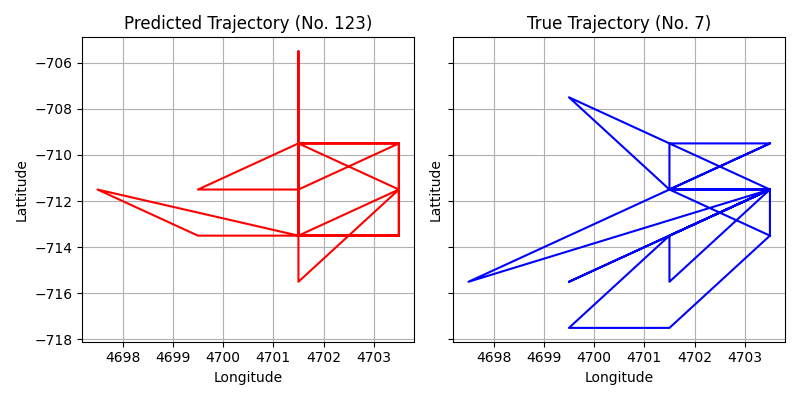 Predicted Trajectory (No. 123)
True Trajectory (No. 7)
Lattitude
−706
−708
−710
−712
−714
−716
−718
4698 4699 4700 4701 4702 4703
Longitude
Lattitude
4698 4699 4700 4701 4702 4703
Longitude